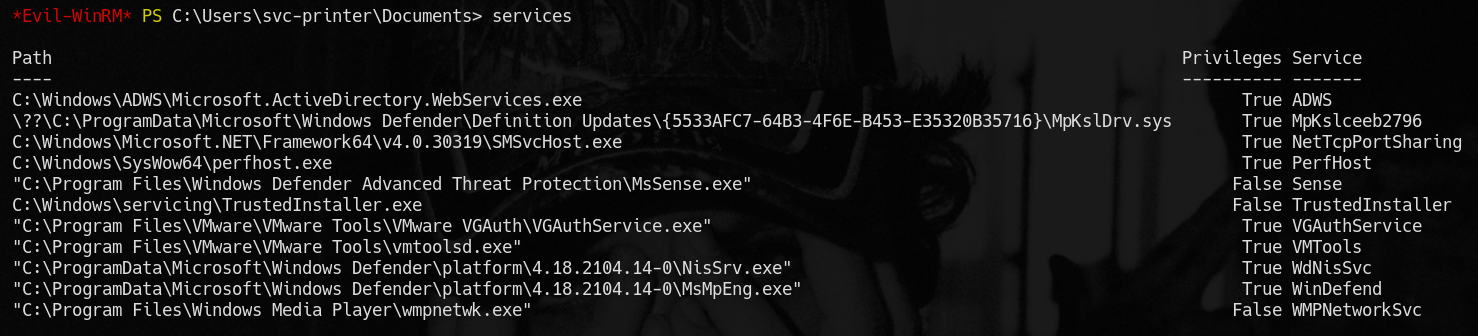 *Evil-WinRM* PS C:\Users\svc-printer\Documents> services
Path Privileges Service
---- ---------- -------
C:\Windows\ADWS\Microsoft.ActiveDirectory.WebServices.exe True ADWS
\??\C:\ProgramData\Microsoft\Windows Defender\Definition Updates\{5533AFC7-64B3-4F6E-B453-E35320B35716}\MpKslDrv.sys True MpKslceeb2796
C:\Windows\Microsoft.NET\Framework64\v4.0.30319\SMSvcHost.exe True NetTcpPortSharing
C:\Windows\SysWow64\perfhost.exe True PerfHost
"C:\Program Files\Windows Defender Advanced Threat Protection\MsSense.exe" False Sense
C:\Windows\servicing\TrustedInstaller.exe False TrustedInstaller
"C:\Program Files\VMware\VMware Tools\VMware VGAuth\VGAuthService.exe" True VGAuthService
"C:\Program Files\VMware\VMware Tools\vmtoolsd.exe" True VMTools
"C:\ProgramData\Microsoft\Windows Defender\platform\4.18.2104.14-0\NisSrv.exe" True WdNisSvc
"C:\ProgramData\Microsoft\Windows Defender\platform\4.18.2104.14-0\MsMpEng.exe" True WinDefend
"C:\Program Files\Windows Media Player\wmpnetwk.exe" False WMPNetworkSvc